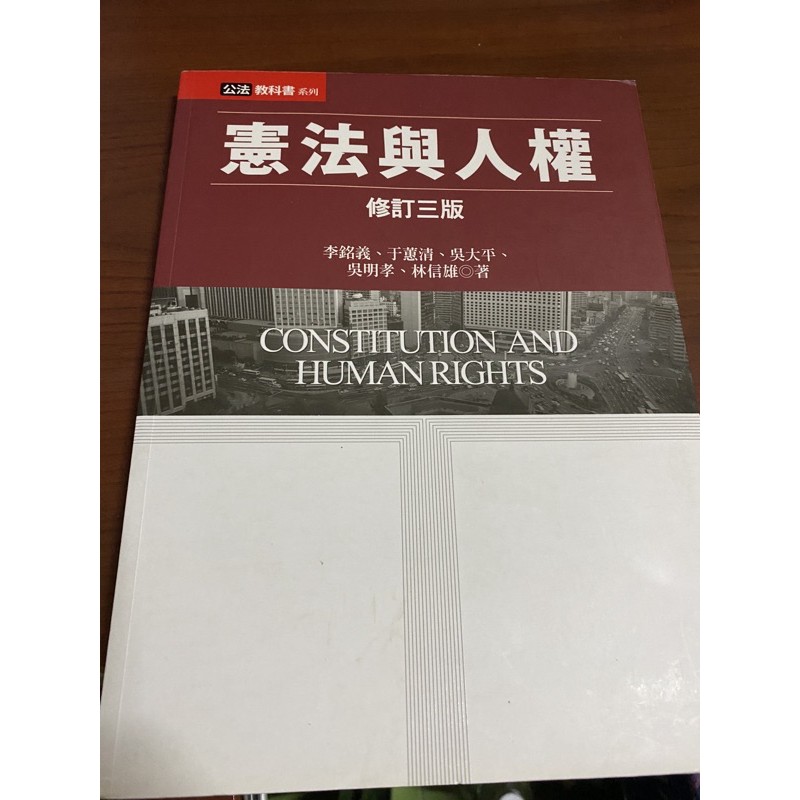 公法 教科書 系列
憲法與人權
修訂三版
李銘義、于蕙清、吳大平、
吳明孝、林信雄◎著
CONSTITUTION AND
HUMAN RIGHTS